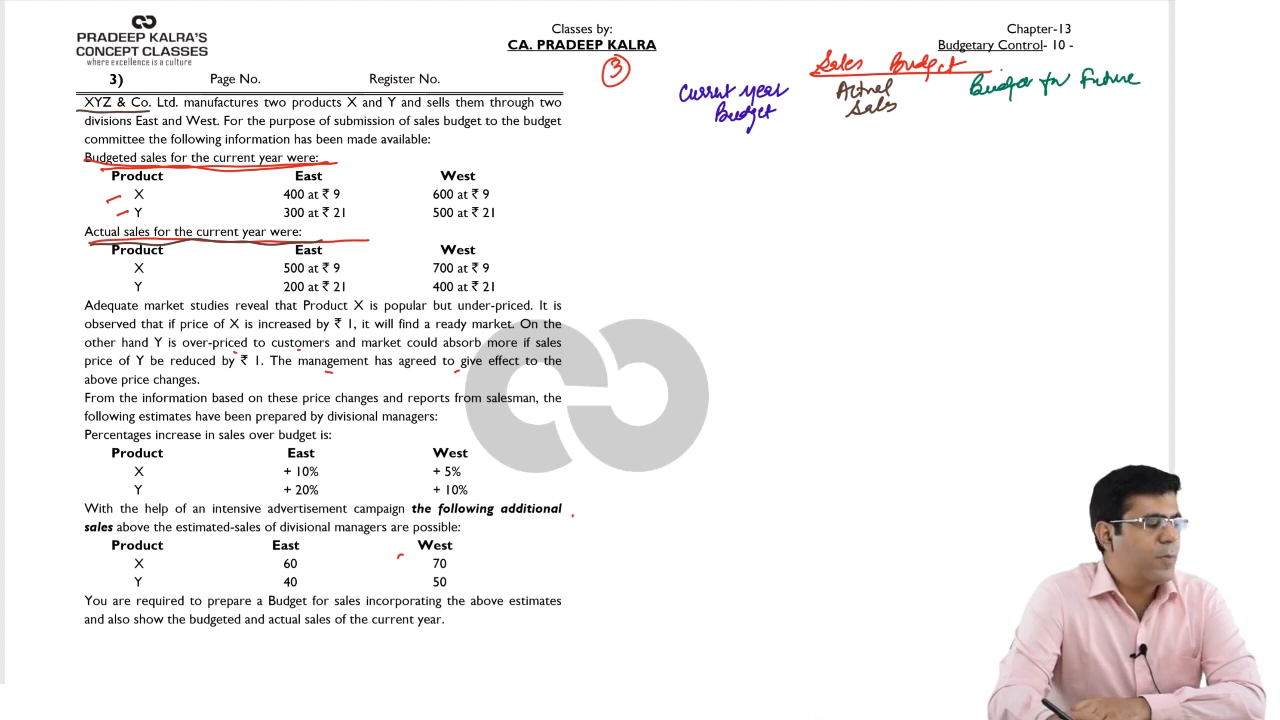 PRADEEP KALRA'S
CONCEPT CLASSES
where excellence is a culture
Classes by:
CA. PRADEEP KALRA
Chapter-13
Budgetary Control- 10 -
3
Sales Budget
Current year
Budget
Actual
Sales
Budget for Future
3) Page No. Register No.
XYZ & Co. Ltd. manufactures two products X and Y and sells them through two
divisions East and West. For the purpose of submission of sales budget to the budget
committee the following information has been made available:
Budgeted sales for the current year were:
Product East West
X 400 at ₹ 9 600 at ₹ 9
Y 300 at ₹ 21 500 at ₹ 21
Actual sales for the current year were:
Product East West
X 500 at ₹ 9 700 at ₹ 9
Y 200 at ₹ 21 400 at ₹ 21
Adequate market studies reveal that Product X is popular but under-priced. It is
observed that if price of X is increased by ₹ 1, it will find a ready market. On the
other hand Y is over-priced to customers and market could absorb more if sales
price of Y be reduced by ₹ 1. The management has agreed to give effect to the
above price changes.
From the information based on these price changes and reports from salesman, the
following estimates have been prepared by divisional managers:
Percentages increase in sales over budget is:
Product East West
X + 10% + 5%
Y + 20% + 10%
With the help of an intensive advertisement campaign the following additional
sales above the estimated-sales of divisional managers are possible:
Product East West
X 60 70
Y 40 50
You are required to prepare a Budget for sales incorporating the above estimates
and also show the budgeted and actual sales of the current year.